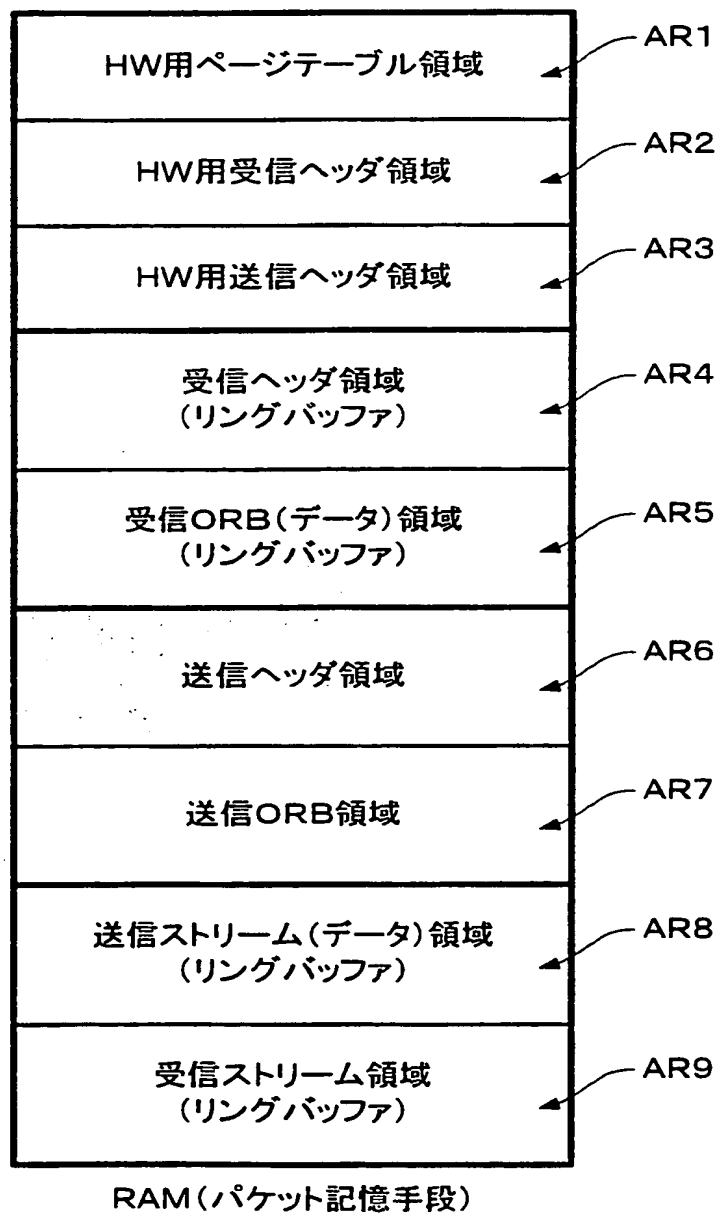 HW用ページテーブル領域
AR1
HW用受信ヘッダ領域
AR2
HW用送信ヘッダ領域
AR3
受信ヘッダ領域
(リングバッファ)
AR4
受信ORB(データ)領域
(リングバッファ)
AR5
送信ヘッダ領域
AR6
送信ORB領域
AR7
送信ストリーム(データ)領域
(リングバッファ)
AR8
受信ストリーム領域
(リングバッファ)
AR9
RAM(パケット記憶手段)